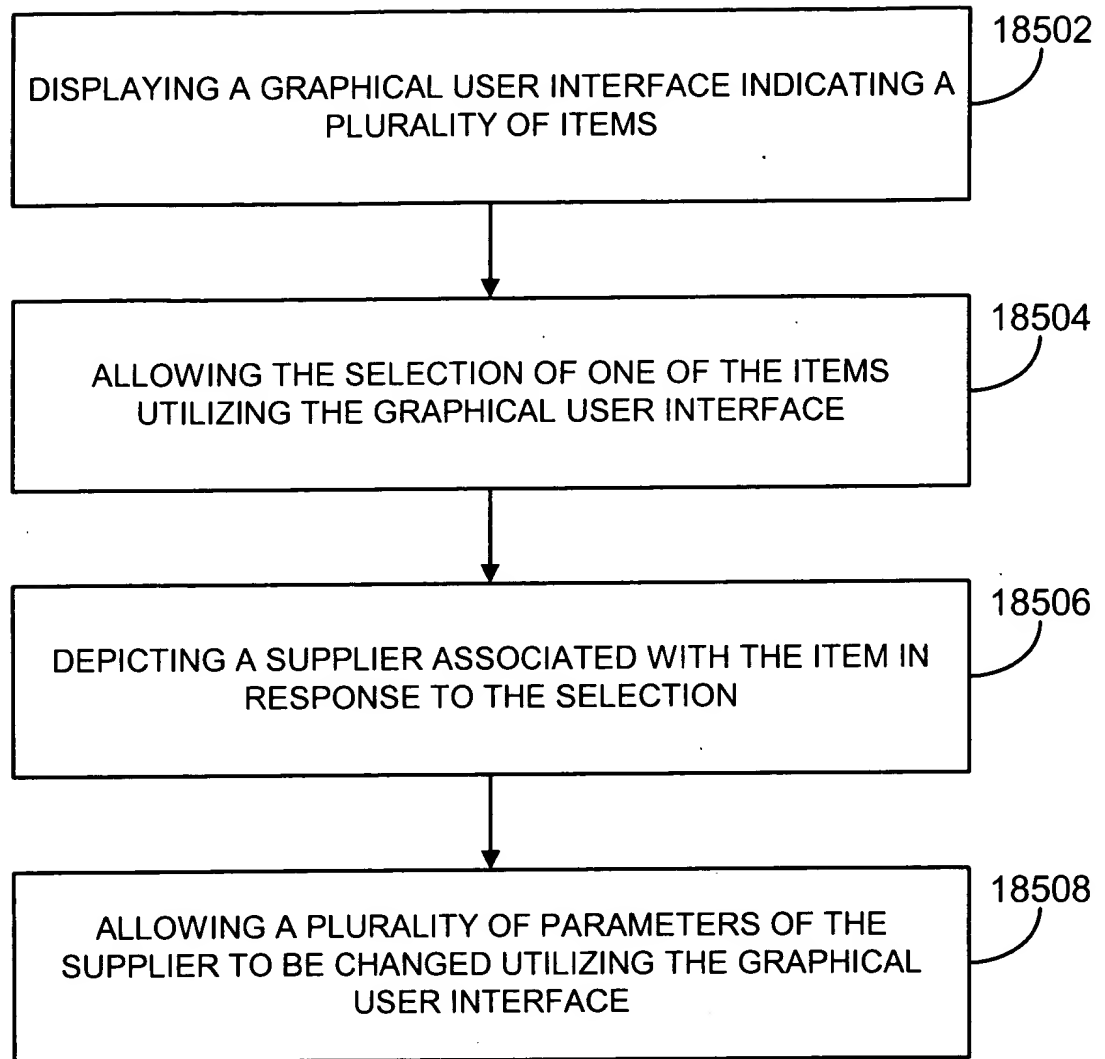 18502
DISPLAYING A GRAPHICAL USER INTERFACE INDICATING A
PLURALITY OF ITEMS
18504
ALLOWING THE SELECTION OF ONE OF THE ITEMS
UTILIZING THE GRAPHICAL USER INTERFACE
18506
DEPICTING A SUPPLIER ASSOCIATED WITH THE ITEM IN
RESPONSE TO THE SELECTION
18508
ALLOWING A PLURALITY OF PARAMETERS OF THE
SUPPLIER TO BE CHANGED UTILIZING THE GRAPHICAL
USER INTERFACE